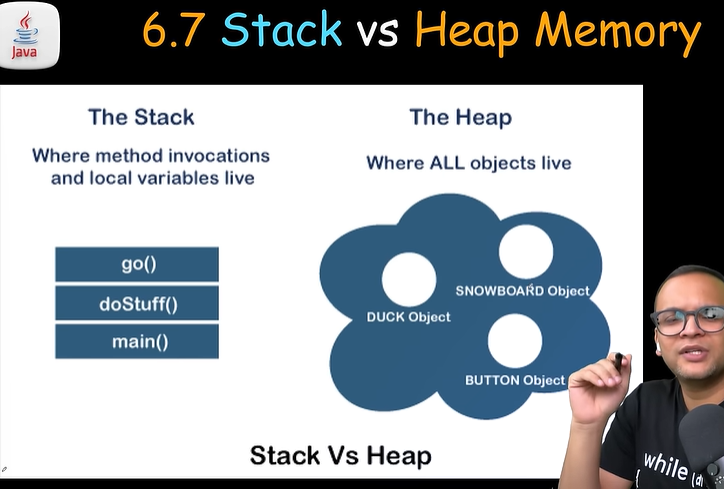 Java
6.7 Stack vs Heap Memory
The Stack
Where method invocations
and local variables live
go()
doStuff()
main()
The Heap
Where ALL objects live
SNOWBOARD Object
DUCK Object
BUTTON Object
Stack Vs Heap
while